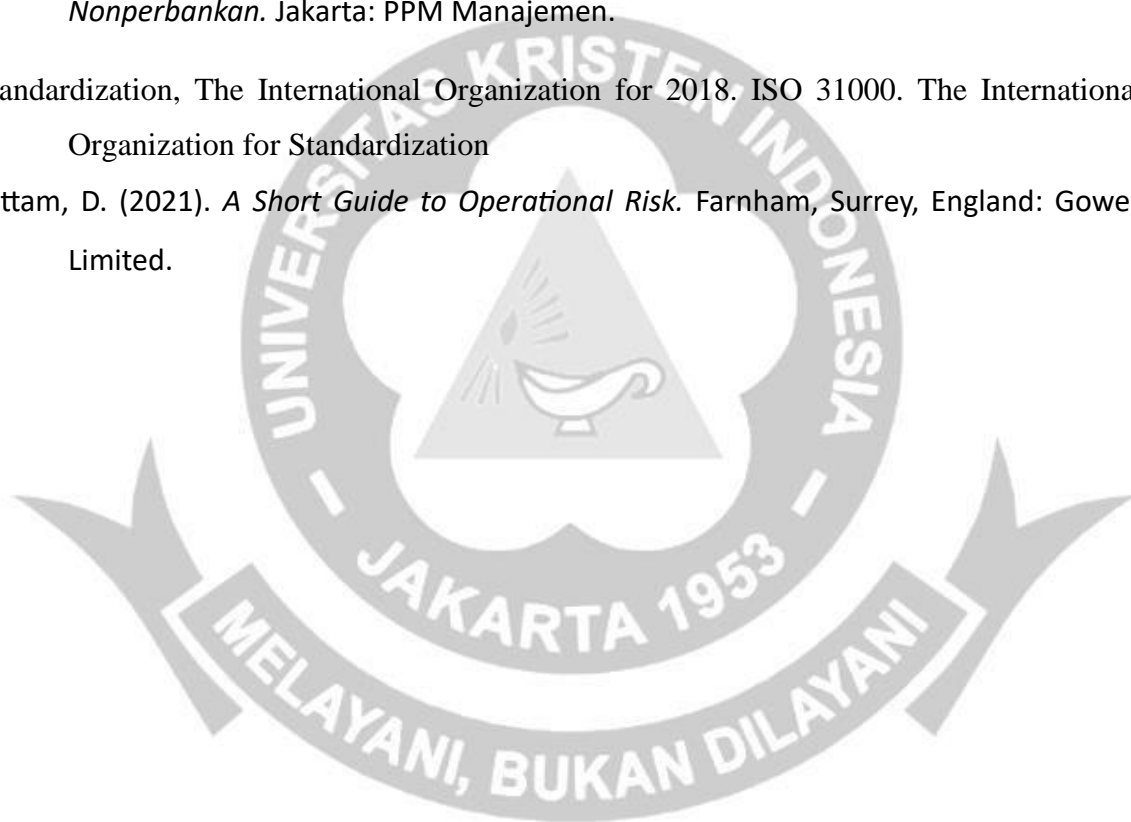 Nonperbankan. Jakarta: PPM Manajemen.
andardization, The International Organization for 2018. ISO 31000. The Internationa
Organization for Standardization
ttam, D. (2021). A Short Guide to Operational Risk. Farnham, Surrey, England: Gowe
Limited.
UNIVERSITAS KRISTEN INDONESIA
JAKARTA 1953
MELAYANI, BUKAN DILAYANI